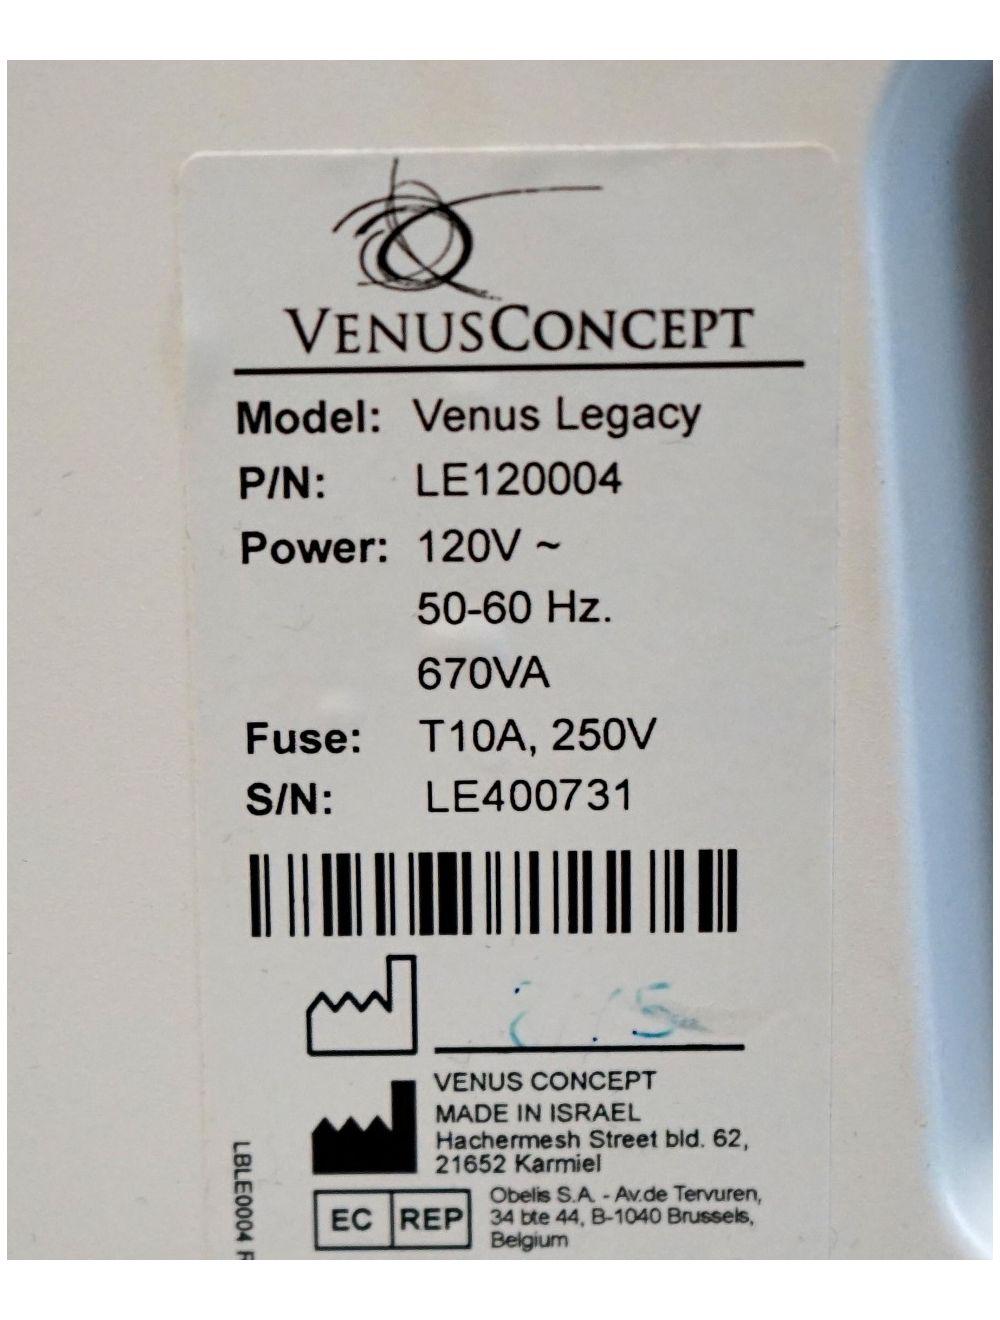 VENUSCONCEPT
Model: Venus Legacy
P/N: LE120004
Power: 120V ~
50-60 Hz.
670VA
Fuse: T10A, 250V
S/N: LE400731
VENUS CONCEPT
MADE IN ISRAEL
Hachermesh Street bld. 62,
21652 Karmiel
EC REP
Obelis S.A. - Av.de Tervuren,
34 bte 44, B-1040 Brussels,
Belgium
LBLE0004